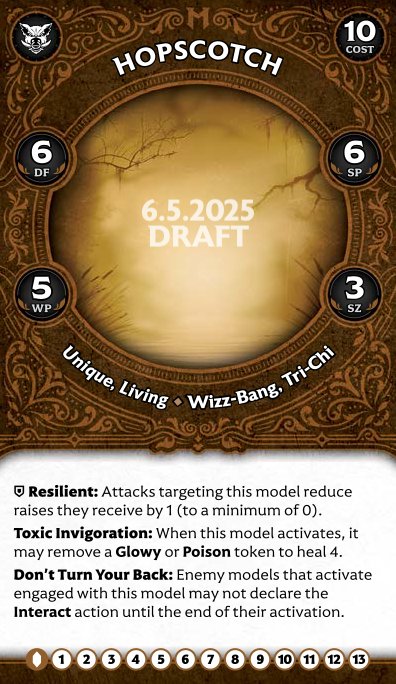 HOPSCOTCH
10
COST
6
DF
6
SP
6.5.2025
DRAFT
5
WP
3
SZ
Unique, Living ◆ Wizz-Bang, Tri-Chi
Resilient: Attacks targeting this model reduce
raises they receive by 1 (to a minimum of 0).
Toxic Invigoration: When this model activates, it
may remove a Glowy or Poison token to heal 4.
Don’t Turn Your Back: Enemy models that activate
engaged with this model may not declare the
Interact action until the end of their activation.
1 2 3 4 5 6 7 8 9 10 11 12 13